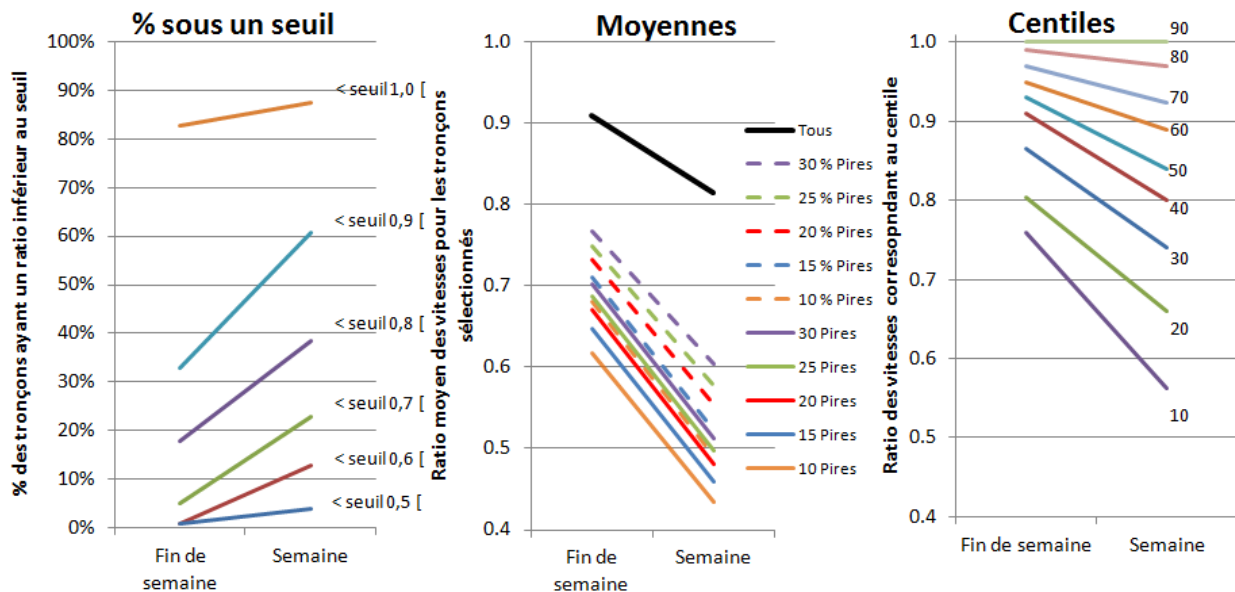 % sous un seuil
% des tronçons ayant un ratio inférieur au seuil
100%
90%
80%
70%
60%
50%
40%
30%
20%
10%
0%
< seuil 1,0 [
< seuil 0,9 [
< seuil 0,8 [
< seuil 0,7 [
< seuil 0,6 [
< seuil 0,5 [
Fin de
semaine
Semaine
Moyennes
Ratio moyen des vitesses pour les tronçons
sélectionnés
1.0
0.9
0.8
0.7
0.6
0.5
0.4
Tous
30 % Pires
25 % Pires
20 % Pires
15 % Pires
10 % Pires
30 Pires
25 Pires
20 Pires
15 Pires
10 Pires
Fin de
semaine
Semaine
Centiles
Ratio des vitesses corresopndant au centile
1.0
0.9
0.8
0.7
0.6
0.5
0.4
90
80
70
60
50
40
30
20
10
Fin de semaine
Semaine